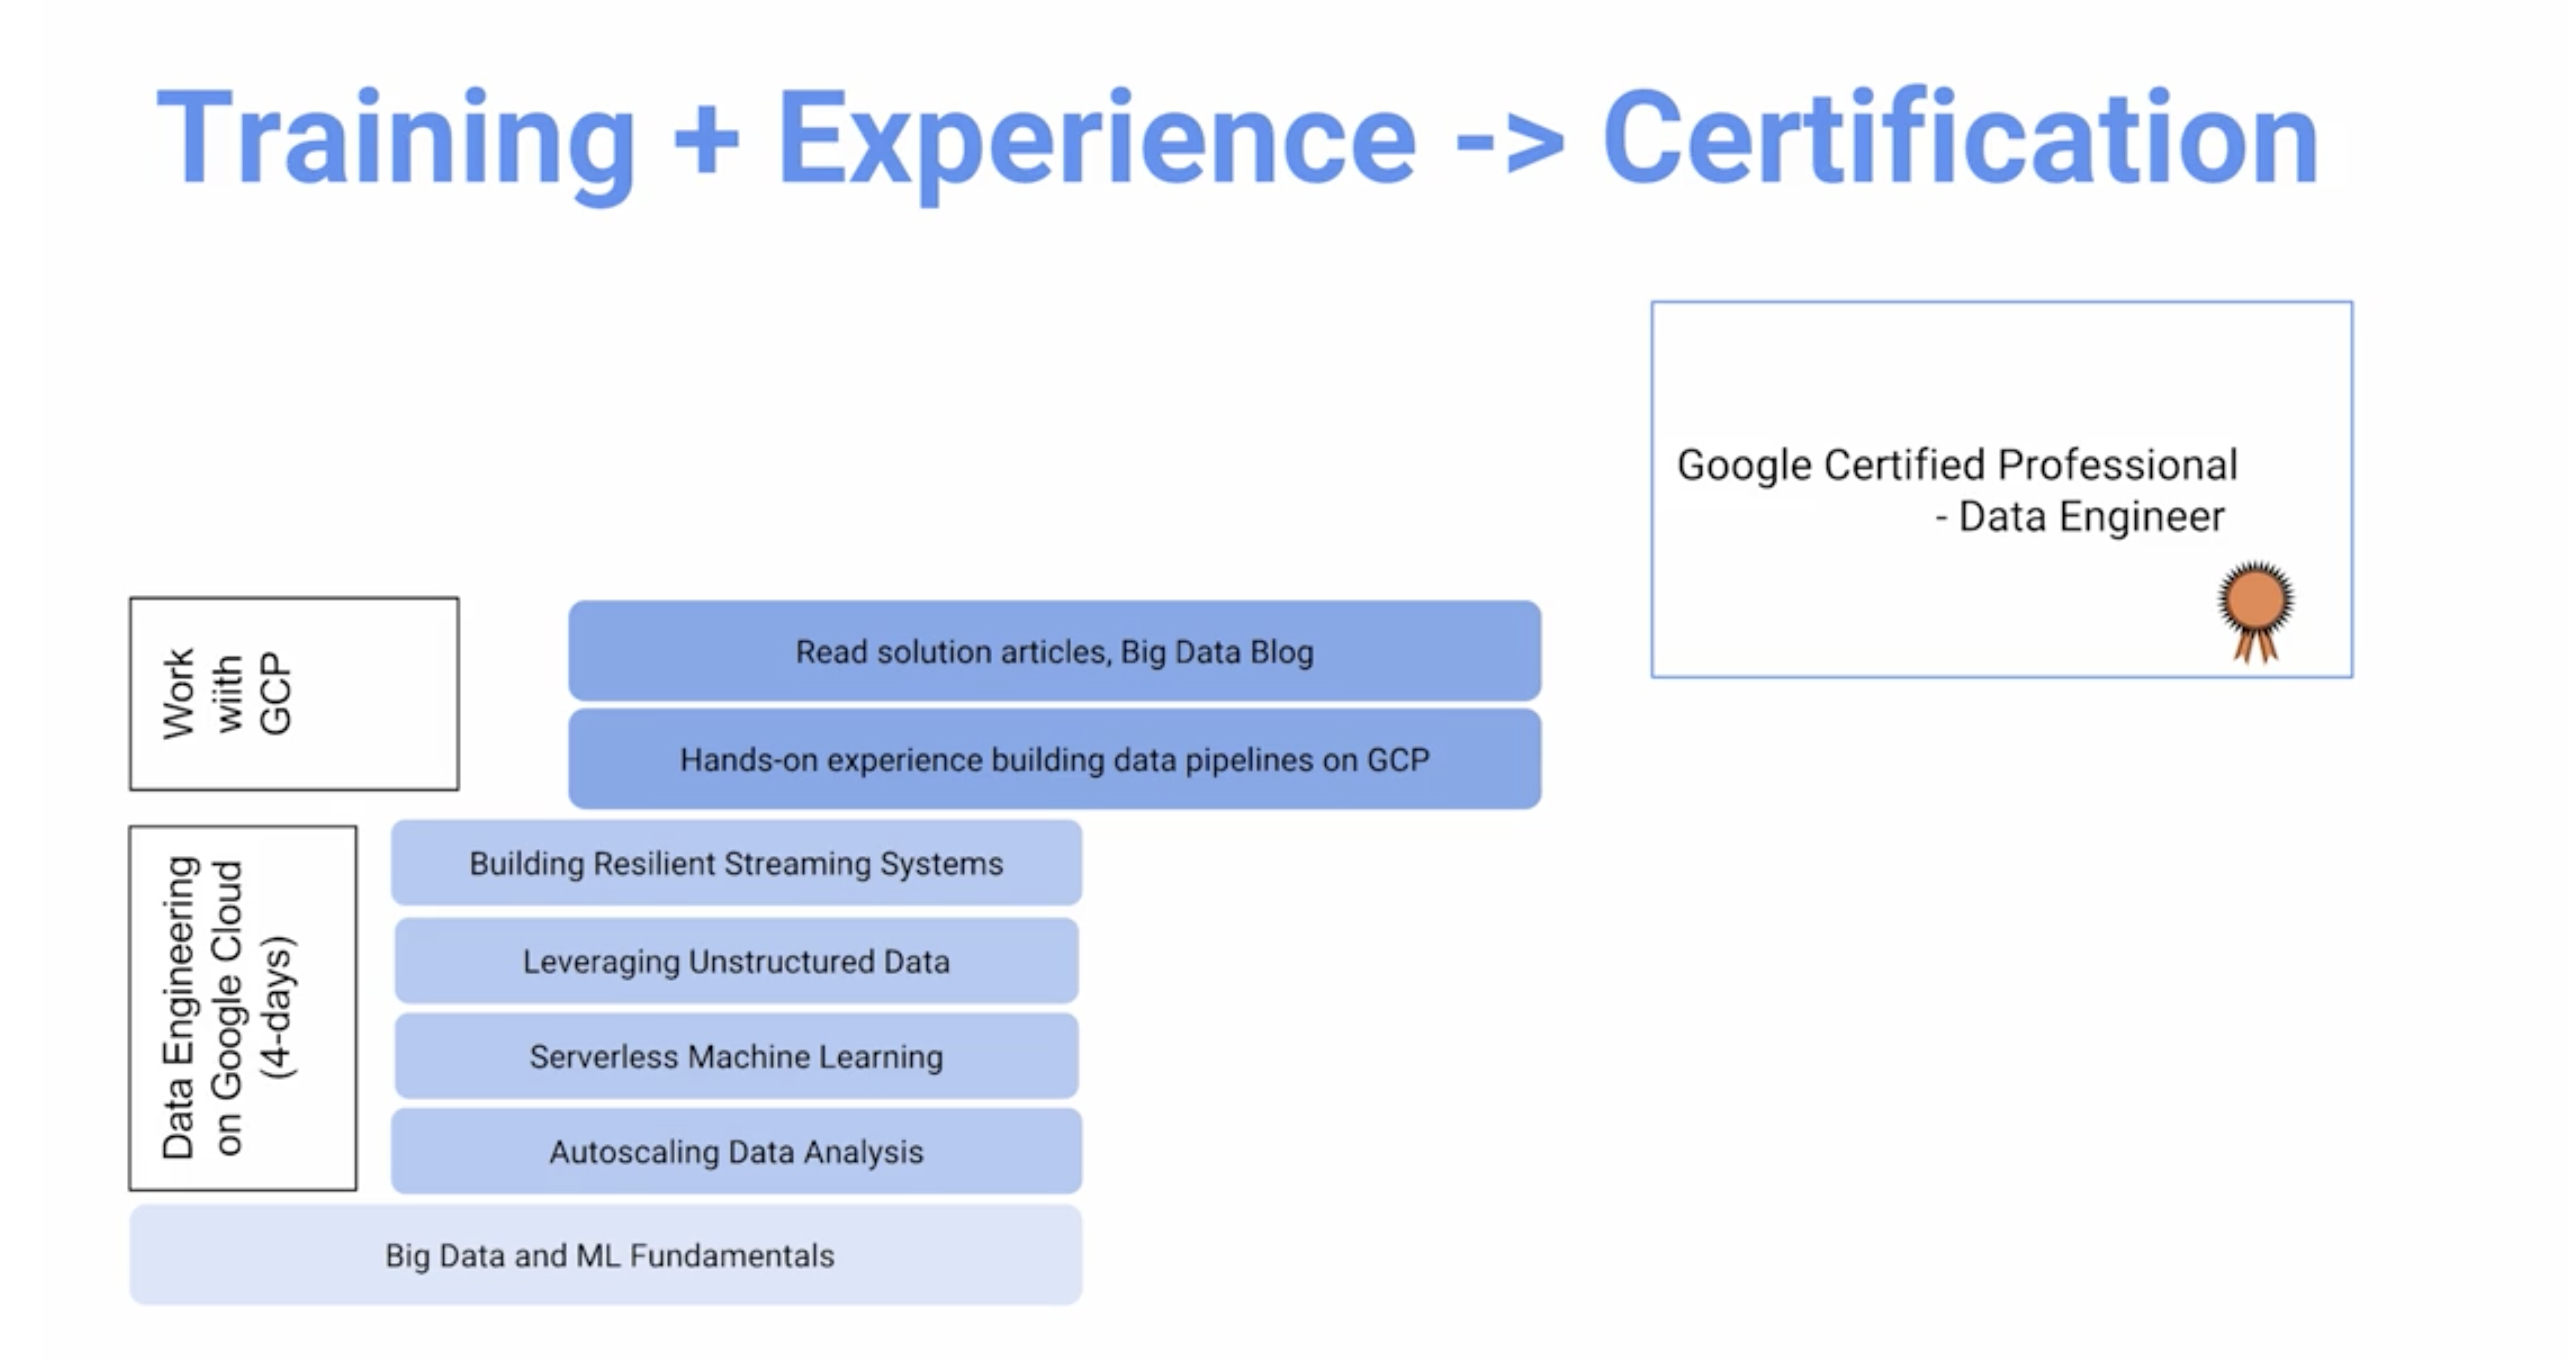 Training + Experience -> Certification
Google Certified Professional
- Data Engineer
Work
wiith
GCP
Read solution articles, Big Data Blog
Hands-on experience building data pipelines on GCP
Data Engineering
on Google Cloud
(4-days)
Building Resilient Streaming Systems
Leveraging Unstructured Data
Serverless Machine Learning
Autoscaling Data Analysis
Big Data and ML Fundamentals